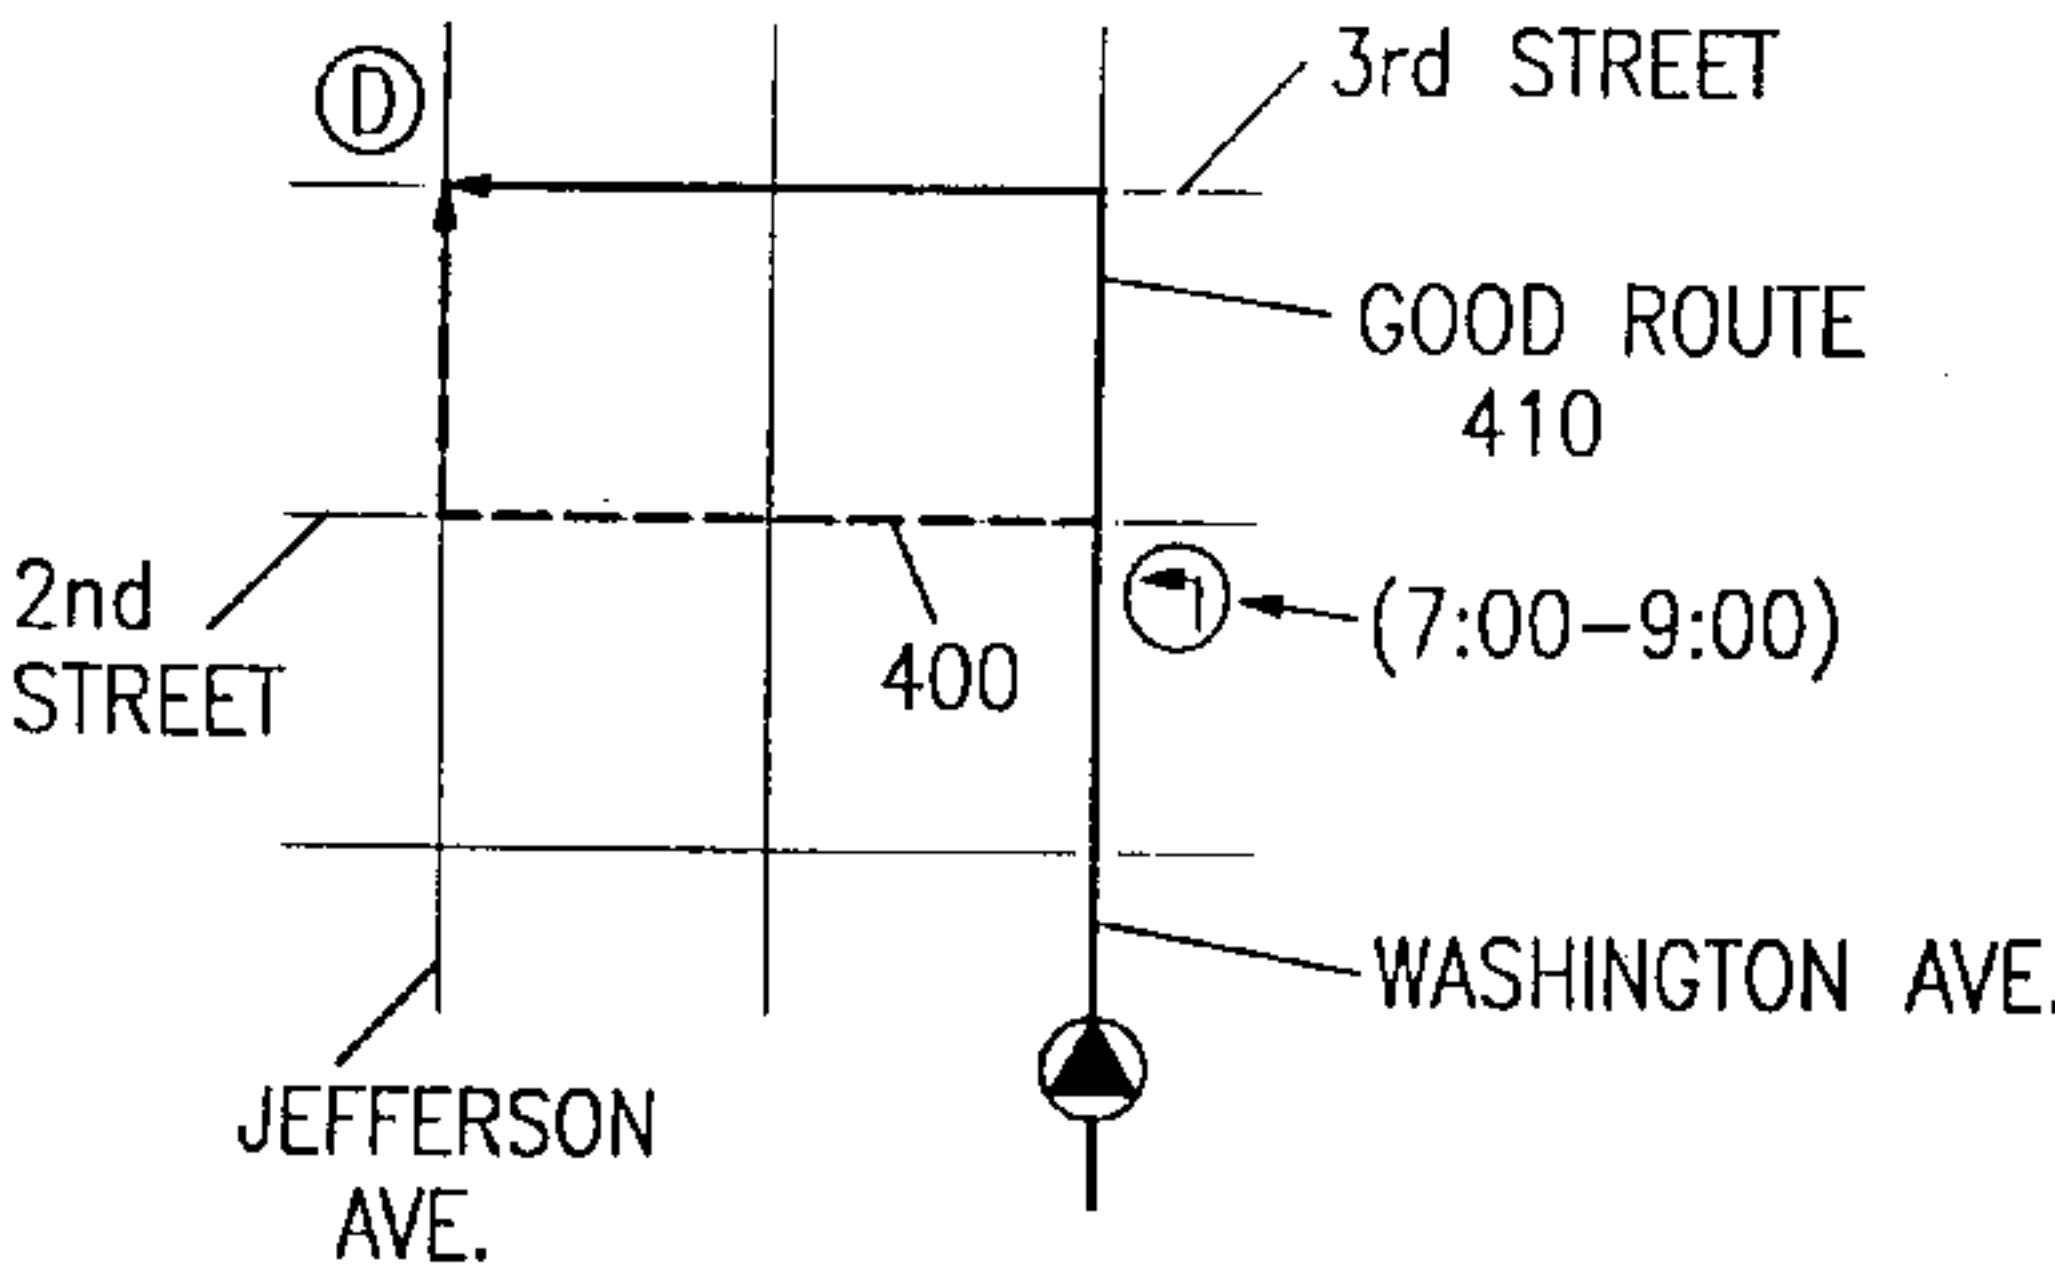 D
3rd STREET
GOOD ROUTE
410
2nd
STREET
400
(7:00-9:00)
WASHINGTON AVE.
JEFFERSON
AVE.